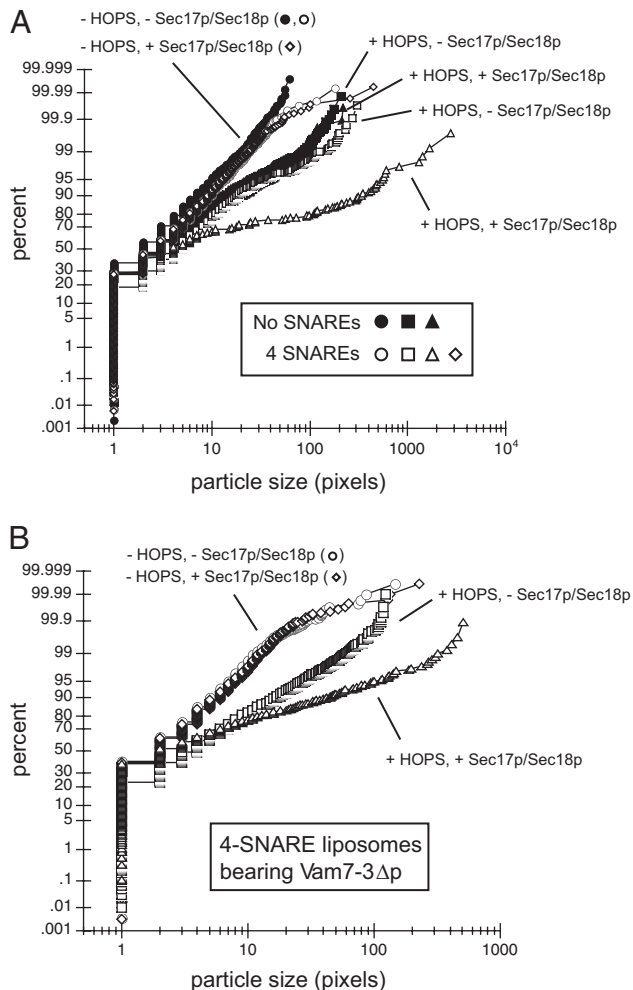 A
- HOPS, - Sec17p/Sec18p (●,○)
- HOPS, + Sec17p/Sec18p (◇)
+ HOPS, - Sec17p/Sec18p
+ HOPS, + Sec17p/Sec18p
+ HOPS, - Sec17p/Sec18p
+ HOPS, + Sec17p/Sec18p
percent
99.999
99.99
99.9
99
95
90
80
70
50
30
20
10
5
1
.1
.01
.001
No SNAREs ● ■ ▲
4 SNAREs ○ □ △ ◇
1 10 100 1000 10⁴
particle size (pixels)
B
- HOPS, - Sec17p/Sec18p (○)
- HOPS, + Sec17p/Sec18p (◇)
+ HOPS, - Sec17p/Sec18p
+ HOPS, + Sec17p/Sec18p
percent
99.999
99.99
99.9
99
95
90
80
70
50
30
20
10
5
1
.1
.01
.001
4-SNARE liposomes
bearing Vam7-3Δp
1 10 100 1000
particle size (pixels)